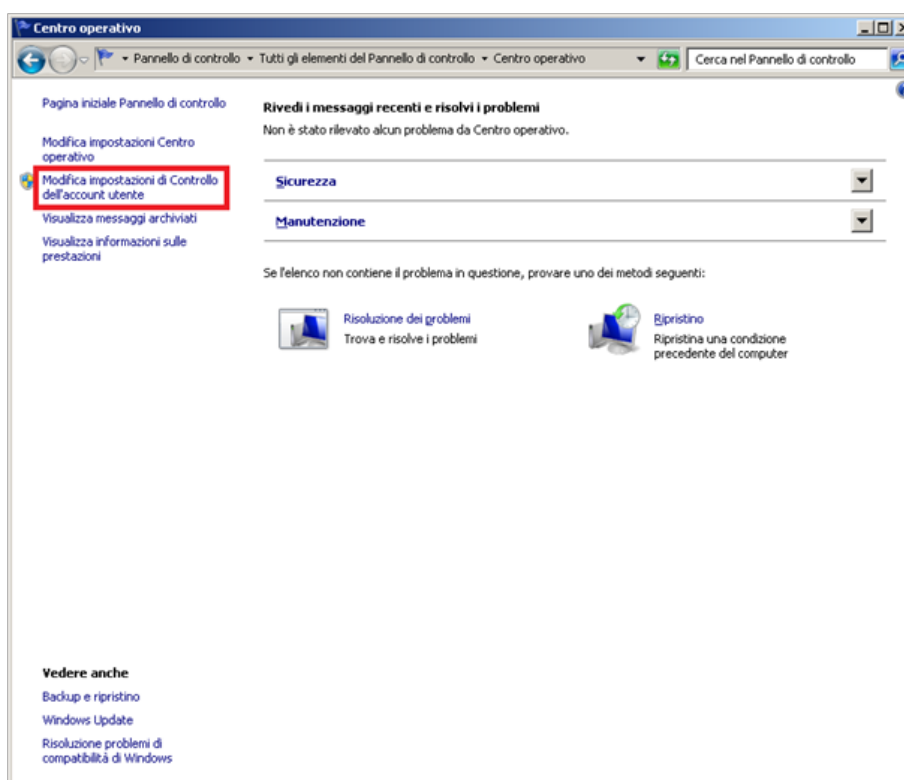 Centro operativo
Pannello di controllo
Tutti gli elementi del Pannello di controllo
Centro operativo
Cerca nel Pannello di controllo
Pagina iniziale Pannello di controllo
Modifica impostazioni Centro
operativo
Modifica impostazioni di Controllo
dell'account utente
Visualizza messaggi archiviati
Visualizza informazioni sulle
prestazioni
Rivedi i messaggi recenti e risolvi i problemi
Non è stato rilevato alcun problema da Centro operativo.
Sicurezza
Manutenzione
Se l'elenco non contiene il problema in questione, provare uno dei metodi seguenti:
Risoluzione dei problemi
Trova e risolve i problemi
Ripristino
Ripristina una condizione
precedente del computer
Vedere anche
Backup e ripristino
Windows Update
Risoluzione problemi di
compatibilità di Windows